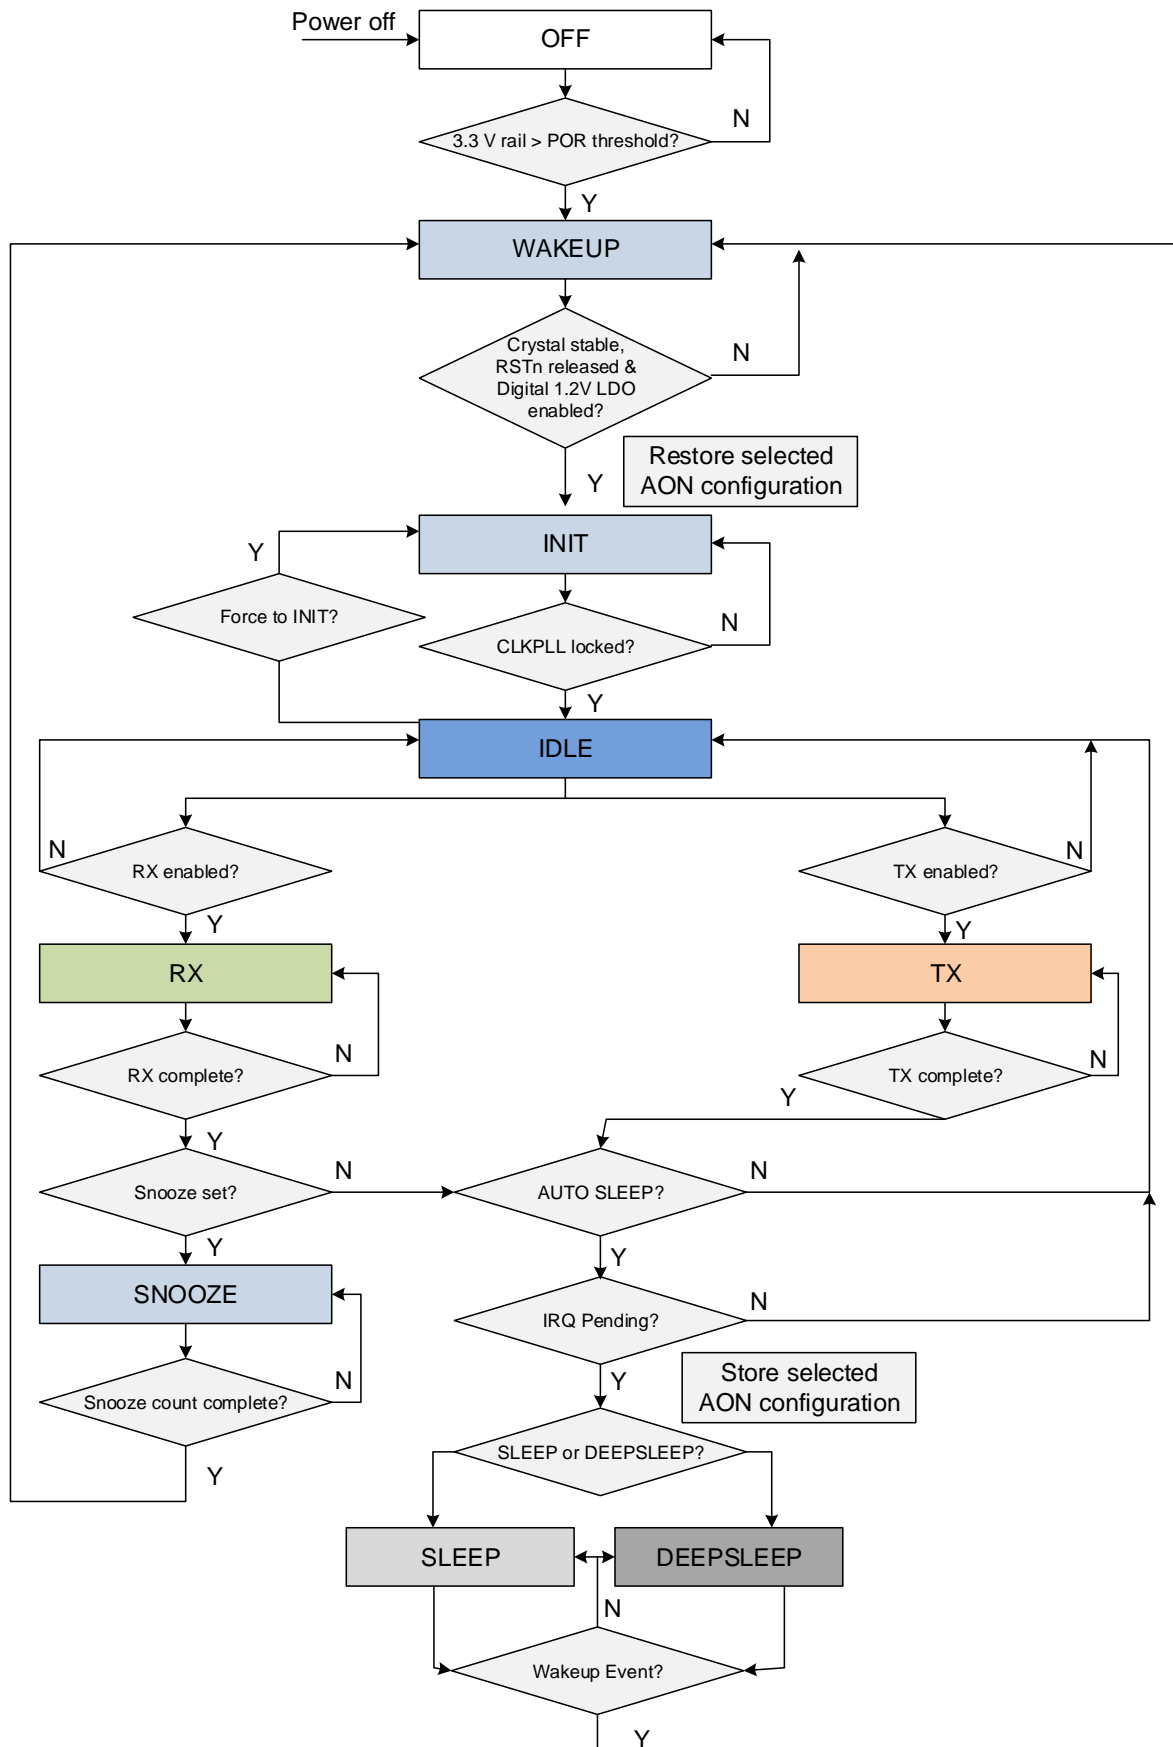 Power off
OFF
N
3.3 V rail > POR threshold?
Y
WAKEUP
Crystal stable,
RSTn released &
Digital 1.2V LDO
enabled?
N
Y
Restore selected
AON configuration
Y
INIT
Force to INIT?
CLKPLL locked?
N
Y
IDLE
N
RX enabled?
TX enabled?
N
Y
Y
RX
TX
RX complete?
N
TX complete?
N
Y
Y
Snooze set?
N
AUTO SLEEP?
N
Y
Y
SNOOZE
IRQ Pending?
N
Snooze count complete?
N
Y
Store selected
AON configuration
SLEEP or DEEPSLEEP?
Y
SLEEP
DEEPSLEEP
N
Wakeup Event?
Y